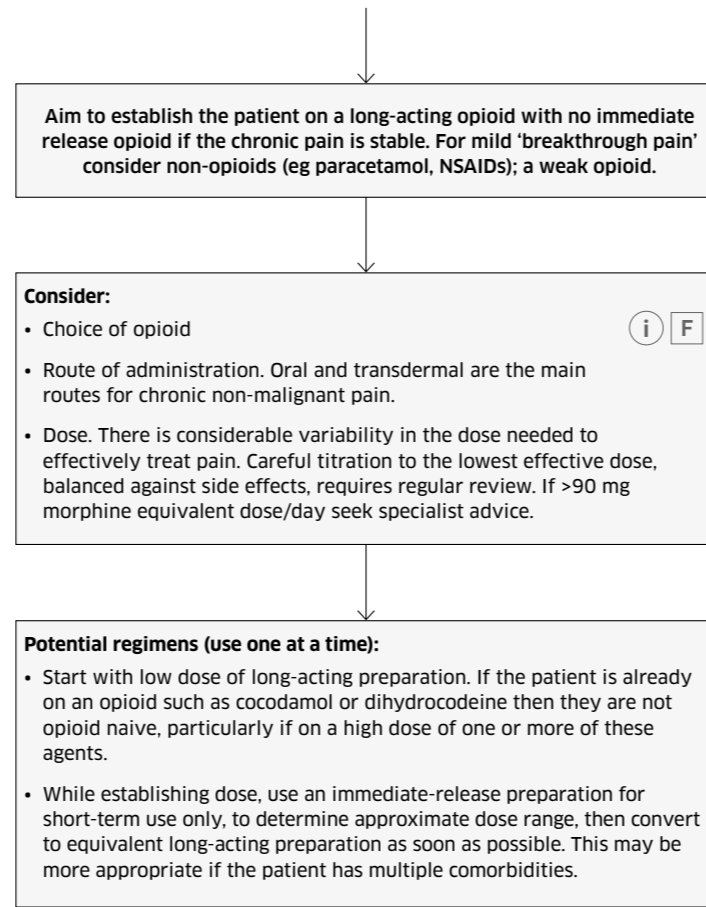 Aim to establish the patient on a long-acting opioid with no immediate
release opioid if the chronic pain is stable. For mild ‘breakthrough pain’
consider non-opioids (eg paracetamol, NSAIDs); a weak opioid.
Consider:
• Choice of opioid
i F
• Route of administration. Oral and transdermal are the main
routes for chronic non-malignant pain.
• Dose. There is considerable variability in the dose needed to
effectively treat pain. Careful titration to the lowest effective dose,
balanced against side effects, requires regular review. If >90 mg
morphine equivalent dose/day seek specialist advice.
Potential regimens (use one at a time):
• Start with low dose of long-acting preparation. If the patient is already
on an opioid such as cocodamol or dihydrocodeine then they are not
opioid naive, particularly if on a high dose of one or more of these
agents.
• While establishing dose, use an immediate-release preparation for
short-term use only, to determine approximate dose range, then convert
to equivalent long-acting preparation as soon as possible. This may be
more appropriate if the patient has multiple comorbidities.